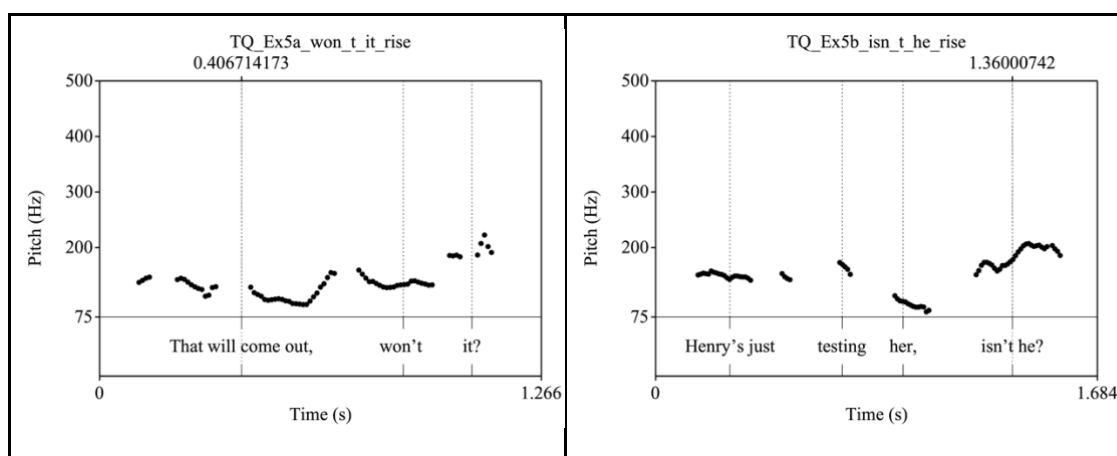 TQ_Ex5a_won_t_it_rise
0.406714173
500
400
300
200
75
Pitch (Hz)
That will come out, won't it?
0
1.266
Time (s)
TQ_Ex5b_isn_t_he_rise
1.36000742
500
400
300
200
75
Pitch (Hz)
Henry's just testing her, isn't he?
0
1.684
Time (s)